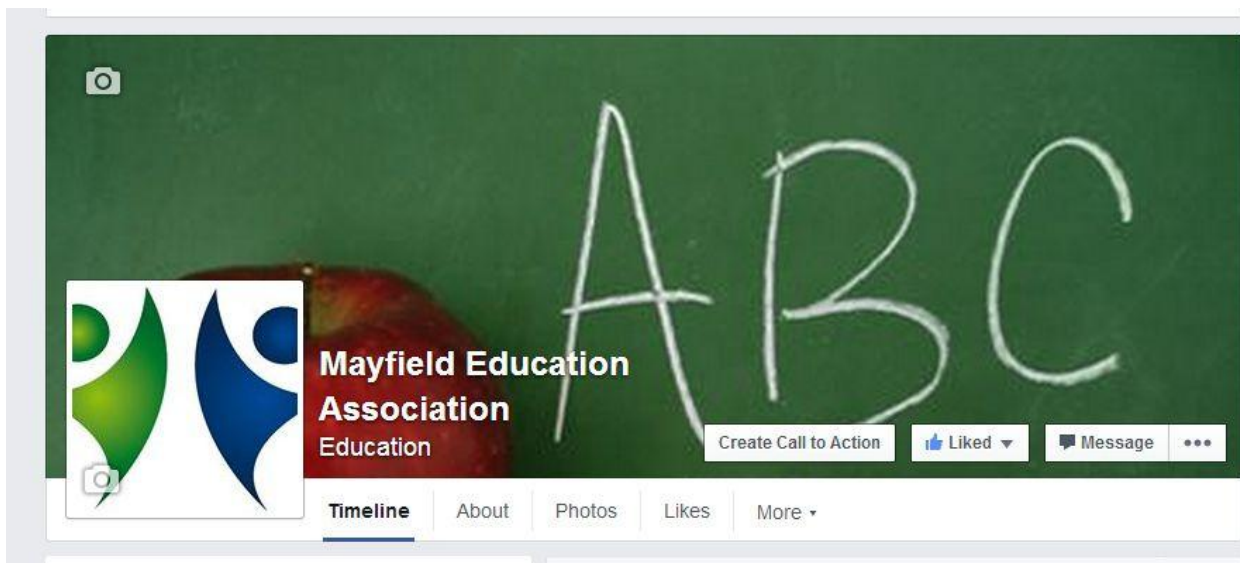 ABC
Mayfield Education
Association
Education
Create Call to Action Liked Message
Timeline About Photos Likes More